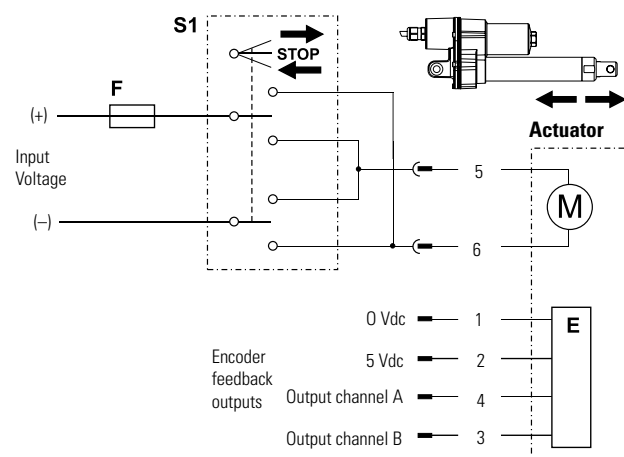 S1
STOP
F
(+)
Input
Voltage
(–)
Actuator
5
M
6
0 Vdc
1
E
5 Vdc
2
Encoder
feedback
outputs
Output channel A
4
Output channel B
3